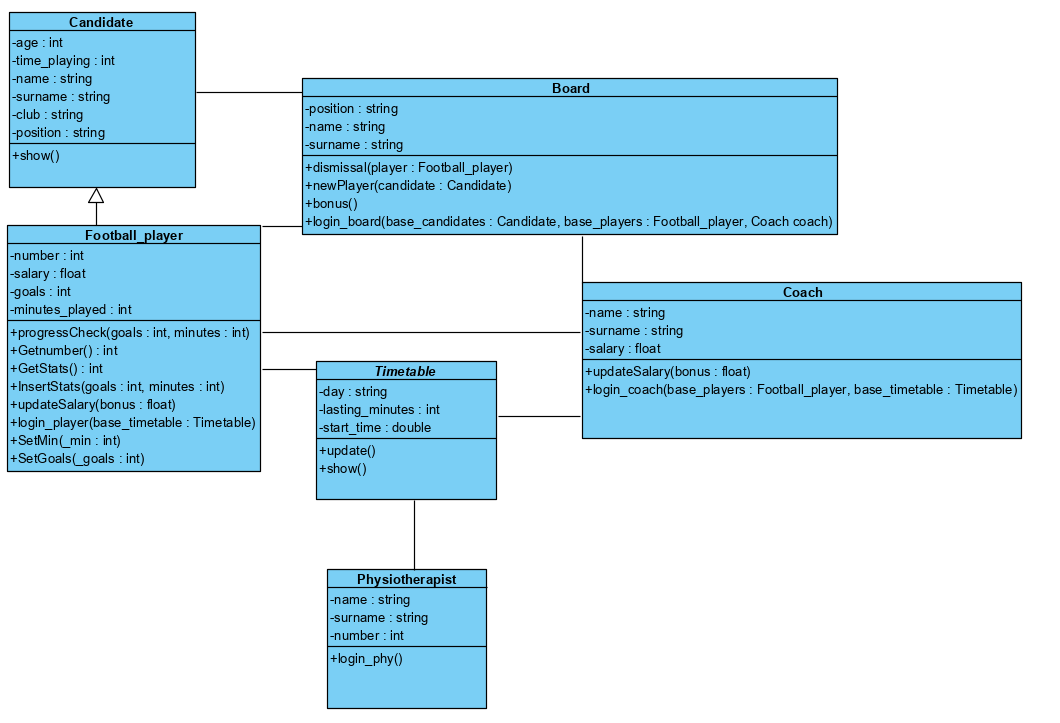 Candidate
-age : int
-time_playing : int
-name : string
-surname : string
-club : string
-position : string
+show()
Board
-position : string
-name : string
-surname : string
+dismissal(player : Football_player)
+newPlayer(candidate : Candidate)
+bonus()
+login_board(base_candidates : Candidate, base_players : Football_player, Coach coach)
Football_player
-number : int
-salary : float
-goals : int
-minutes_played : int
+progressCheck(goals : int, minutes : int)
+Getnumber() : int
+GetStats() : int
+InsertStats(goals : int, minutes : int)
+updateSalary(bonus : float)
+login_player(base_timetable : Timetable)
+SetMin(_min : int)
+SetGoals(_goals : int)
Coach
-name : string
-surname : string
-salary : float
+updateSalary(bonus : float)
+login_coach(base_players : Football_player, base_timetable : Timetable)
Timetable
-day : string
-lasting_minutes : int
-start_time : double
+update()
+show()
Physiotherapist
-name : string
-surname : string
-number : int
+login_phy()